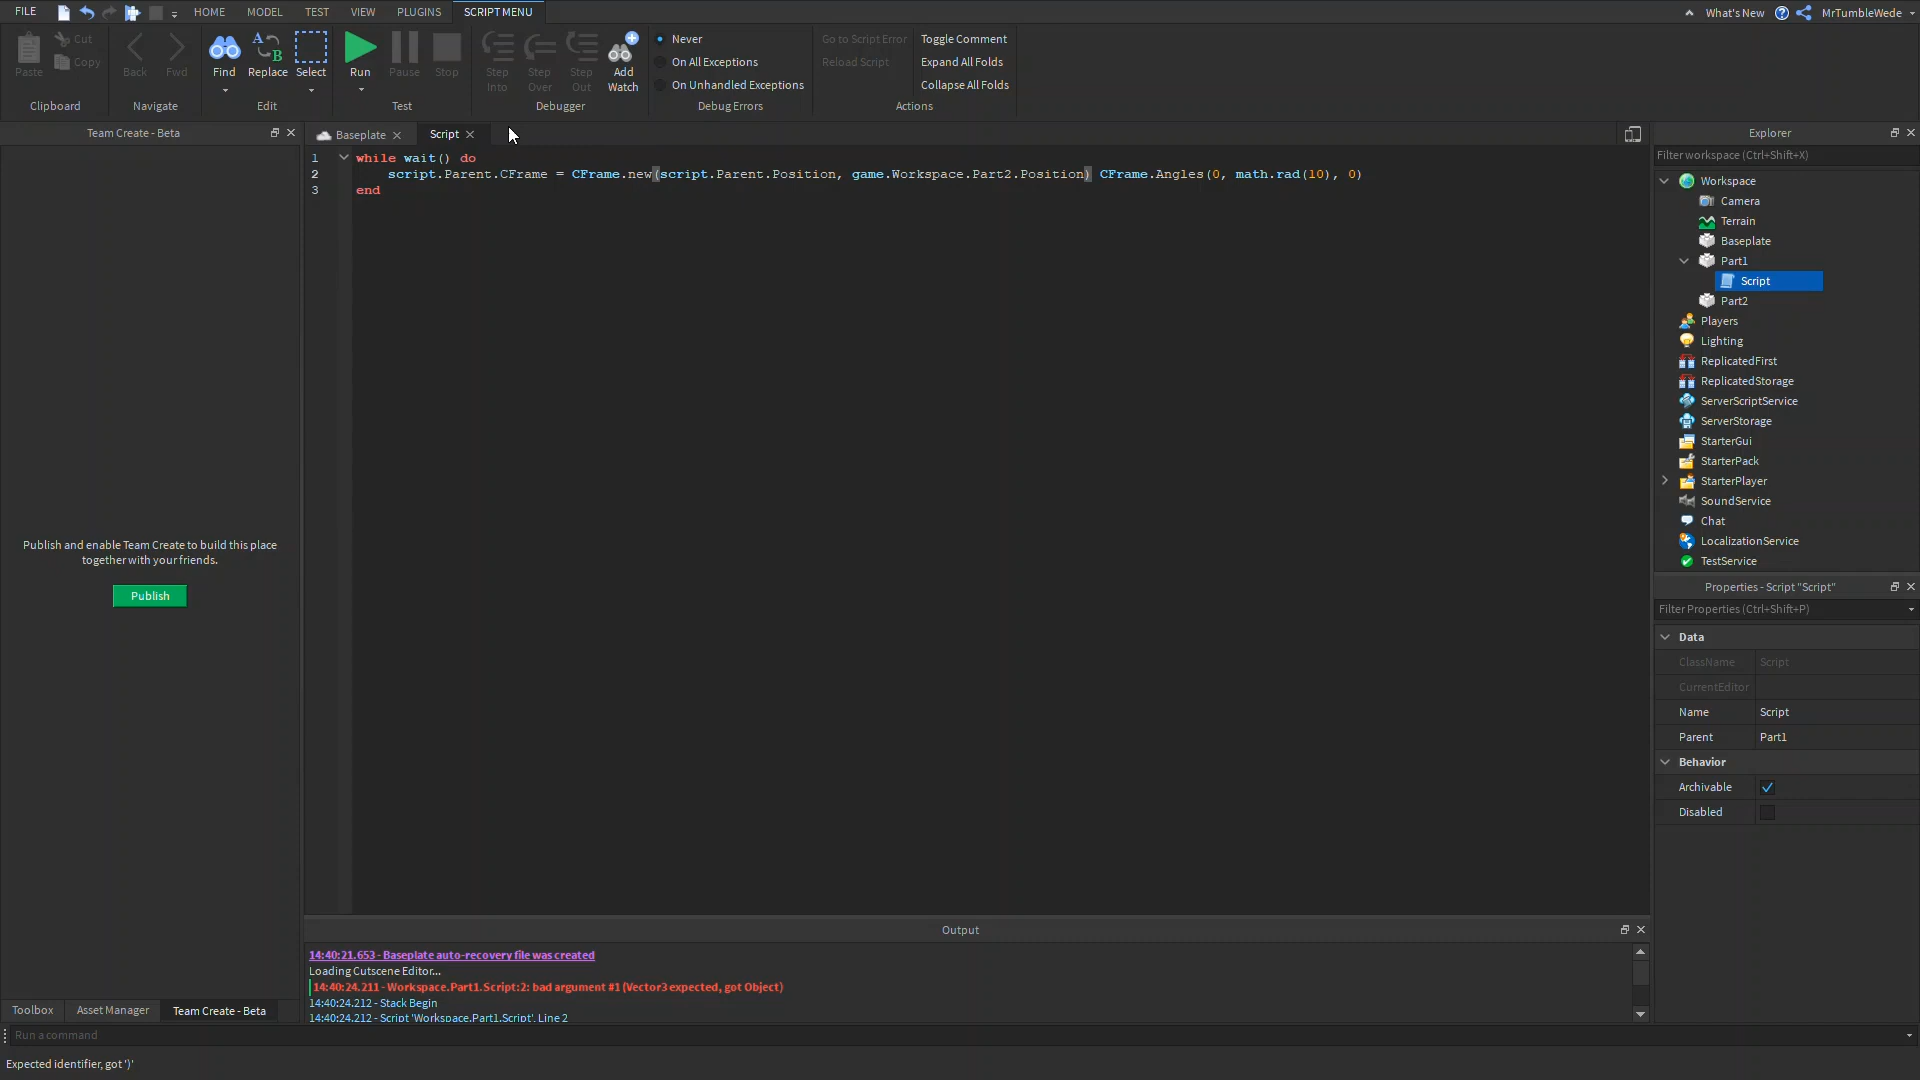 FILE HOME MODEL TEST VIEW PLUGINS SCRIPT MENU What's New MrTumbleWede
Paste Cut Copy
Clipboard
Back Fwd
Navigate
Find Replace Select
Edit
Run Pause Stop
Test
Step Into Step Over Step Out Add Watch
Debugger
Never
On All Exceptions
On Unhandled Exceptions
Debug Errors
Go to Script Error
Reload Script
Toggle Comment
Expand All Folds
Collapse All Folds
Actions
Team Create - Beta
Publish and enable Team Create to build this place
together with your friends.
Publish
Toolbox Asset Manager Team Create - Beta
Baseplate Script
1 while wait() do
2 script.Parent.CFrame = CFrame.new(script.Parent.Position, game.Workspace.Part2.Position) CFrame.Angles(0, math.rad(10), 0)
3 end
Output
14:40:21.653 - Baseplate auto-recovery file was created
Loading Cutscene Editor...
14:40:24.211 - Workspace.Part1.Script:2: bad argument #1 (Vector3 expected, got Object)
14:40:24.212 - Stack Begin
14:40:24.212 - Script 'Workspace.Part1.Script', Line 2
Explorer
Filter workspace (Ctrl+Shift+X)
Workspace
Camera
Terrain
Baseplate
Part1
Script
Part2
Players
Lighting
ReplicatedFirst
ReplicatedStorage
ServerScriptService
ServerStorage
StarterGui
StarterPack
StarterPlayer
SoundService
Chat
LocalizationService
TestService
Properties - Script "Script"
Filter Properties (Ctrl+Shift+P)
Data
ClassName Script
CurrentEditor
Name Script
Parent Part1
Behavior
Archivable
Disabled
Run a command
Expected identifier, got ')'